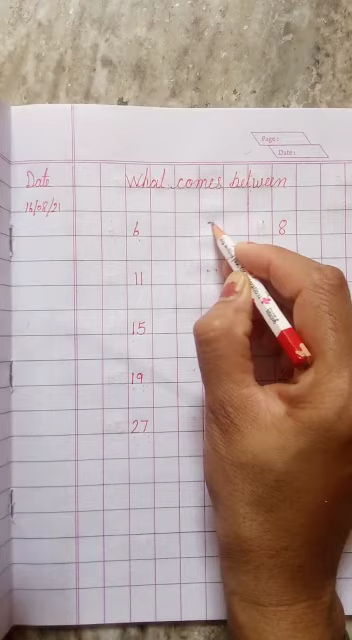 Page:
Date:
Date What comes between
16/08/21
6 8
11
15
19
27